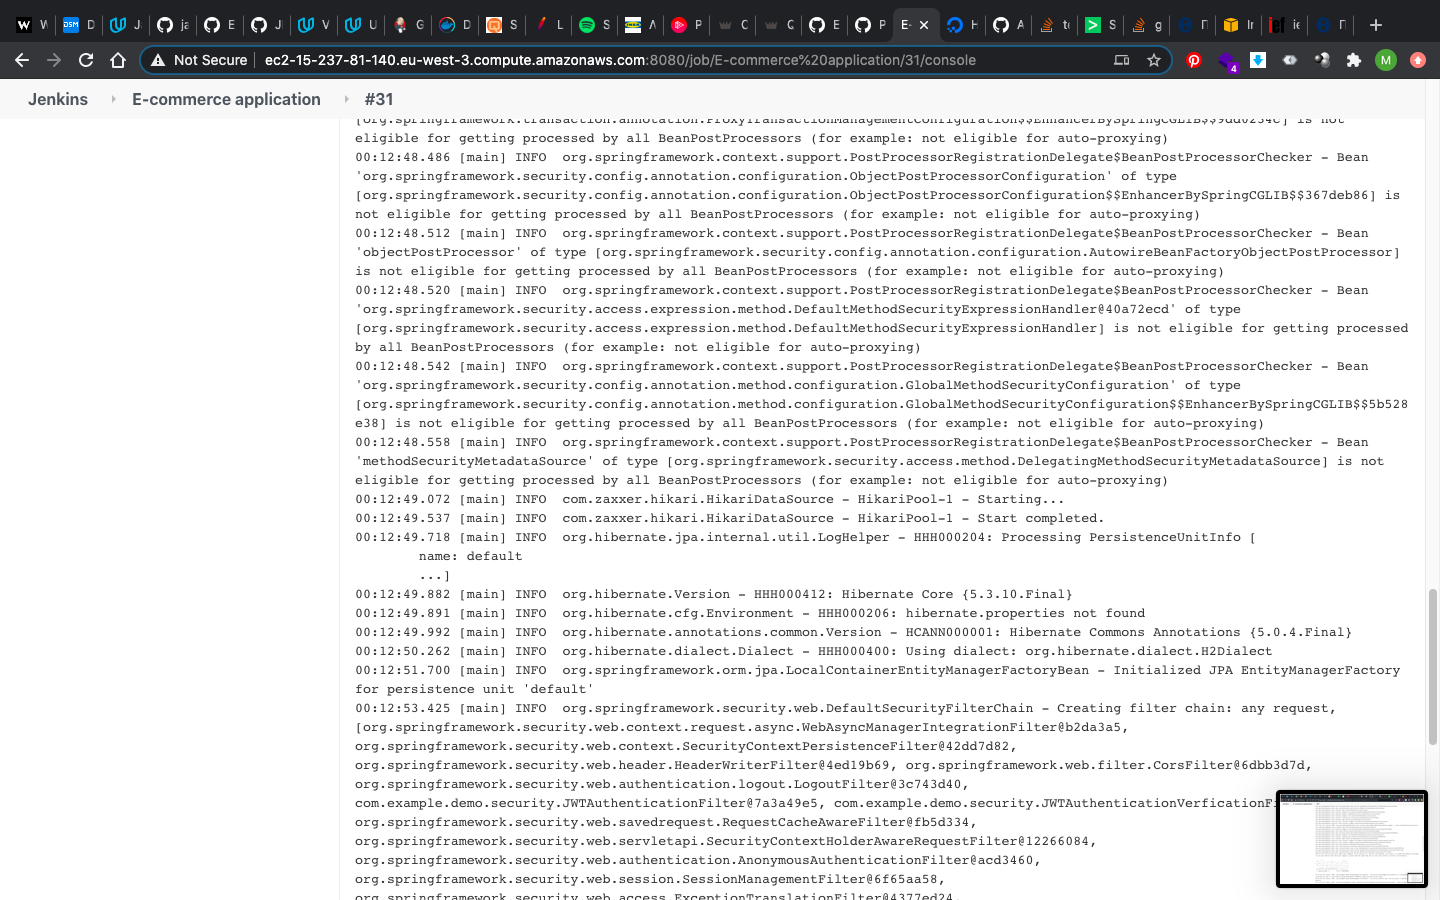 W
D
J
ja
E
J
V
U
G
D
S
L
S
A
P
C
C
E
P
E-
H
A
te
S
g
Ir
ie
Not Secure
ec2-15-237-81-140.eu-west-3.compute.amazonaws.com:8080/job/E-commerce%20application/31/console
4
M
Jenkins
E-commerce application
#31
[org.springframework.transaction.annotation.ProxyTransactionManagementConfiguration$$EnhancerBySpringCGLIB$$9dd0234c] is not
eligible for getting processed by all BeanPostProcessors (for example: not eligible for auto-proxying)
00:12:48.486 [main] INFO  org.springframework.context.support.PostProcessorRegistrationDelegate$BeanPostProcessorChecker - Bean
'org.springframework.security.config.annotation.configuration.ObjectPostProcessorConfiguration' of type
[org.springframework.security.config.annotation.configuration.ObjectPostProcessorConfiguration$$EnhancerBySpringCGLIB$$367deb86] is
not eligible for getting processed by all BeanPostProcessors (for example: not eligible for auto-proxying)
00:12:48.512 [main] INFO  org.springframework.context.support.PostProcessorRegistrationDelegate$BeanPostProcessorChecker - Bean
'objectPostProcessor' of type [org.springframework.security.config.annotation.configuration.AutowireBeanFactoryObjectPostProcessor]
is not eligible for getting processed by all BeanPostProcessors (for example: not eligible for auto-proxying)
00:12:48.520 [main] INFO  org.springframework.context.support.PostProcessorRegistrationDelegate$BeanPostProcessorChecker - Bean
'org.springframework.security.access.expression.method.DefaultMethodSecurityExpressionHandler@40a72ecd' of type
[org.springframework.security.access.expression.method.DefaultMethodSecurityExpressionHandler] is not eligible for getting processed
by all BeanPostProcessors (for example: not eligible for auto-proxying)
00:12:48.542 [main] INFO  org.springframework.context.support.PostProcessorRegistrationDelegate$BeanPostProcessorChecker - Bean
'org.springframework.security.config.annotation.method.configuration.GlobalMethodSecurityConfiguration' of type
[org.springframework.security.config.annotation.method.configuration.GlobalMethodSecurityConfiguration$$EnhancerBySpringCGLIB$$5b528
e38] is not eligible for getting processed by all BeanPostProcessors (for example: not eligible for auto-proxying)
00:12:48.558 [main] INFO  org.springframework.context.support.PostProcessorRegistrationDelegate$BeanPostProcessorChecker - Bean
'methodSecurityMetadataSource' of type [org.springframework.security.access.method.DelegatingMethodSecurityMetadataSource] is not
eligible for getting processed by all BeanPostProcessors (for example: not eligible for auto-proxying)
00:12:49.072 [main] INFO  com.zaxxer.hikari.HikariDataSource - HikariPool-1 - Starting...
00:12:49.537 [main] INFO  com.zaxxer.hikari.HikariDataSource - HikariPool-1 - Start completed.
00:12:49.718 [main] INFO  org.hibernate.jpa.internal.util.LogHelper - HHH000204: Processing PersistenceUnitInfo [
name: default
...]
00:12:49.882 [main] INFO  org.hibernate.Version - HHH000412: Hibernate Core {5.3.10.Final}
00:12:49.891 [main] INFO  org.hibernate.cfg.Environment - HHH000206: hibernate.properties not found
00:12:49.992 [main] INFO  org.hibernate.annotations.common.Version - HCANN000001: Hibernate Commons Annotations {5.0.4.Final}
00:12:50.262 [main] INFO  org.hibernate.dialect.Dialect - HHH000400: Using dialect: org.hibernate.dialect.H2Dialect
00:12:51.700 [main] INFO  org.springframework.orm.jpa.LocalContainerEntityManagerFactoryBean - Initialized JPA EntityManagerFactory
for persistence unit 'default'
00:12:53.425 [main] INFO  org.springframework.security.web.DefaultSecurityFilterChain - Creating filter chain: any request,
[org.springframework.security.web.context.request.async.WebAsyncManagerIntegrationFilter@b2da3a5,
org.springframework.security.web.context.SecurityContextPersistenceFilter@42dd7d82,
org.springframework.security.web.header.HeaderWriterFilter@4ed19b69, org.springframework.web.filter.CorsFilter@6dbb3d7d,
org.springframework.security.web.authentication.logout.LogoutFilter@3c743d40,
com.example.demo.security.JWTAuthenticationFilter@7a3a49e5, com.example.demo.security.JWTAuthenticationVerficationF
org.springframework.security.web.savedrequest.RequestCacheAwareFilter@fb5d334,
org.springframework.security.web.servletapi.SecurityContextHolderAwareRequestFilter@12266084,
org.springframework.security.web.authentication.AnonymousAuthenticationFilter@acd3460,
org.springframework.security.web.session.SessionManagementFilter@6f65aa58,
org.springframework.security.web.access.ExceptionTranslationFilter@4377ed24,